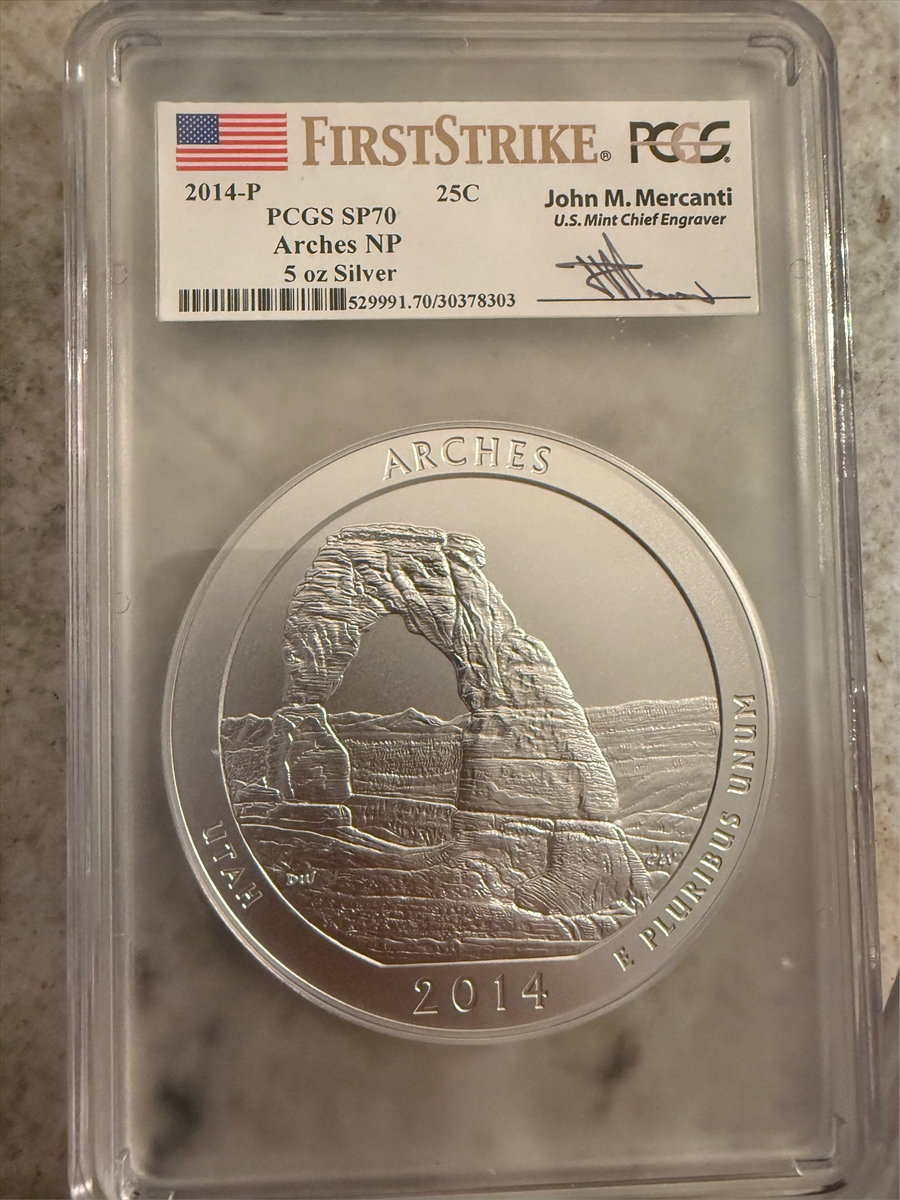 FIRSTSTRIKE® PCGS®
2014-P 25C
PCGS SP70
Arches NP
5 oz Silver
529991.70/30378303
John M. Mercanti
U.S. Mint Chief Engraver
ARCHES
UTAH
DW
E PLURIBUS UNUM
2014